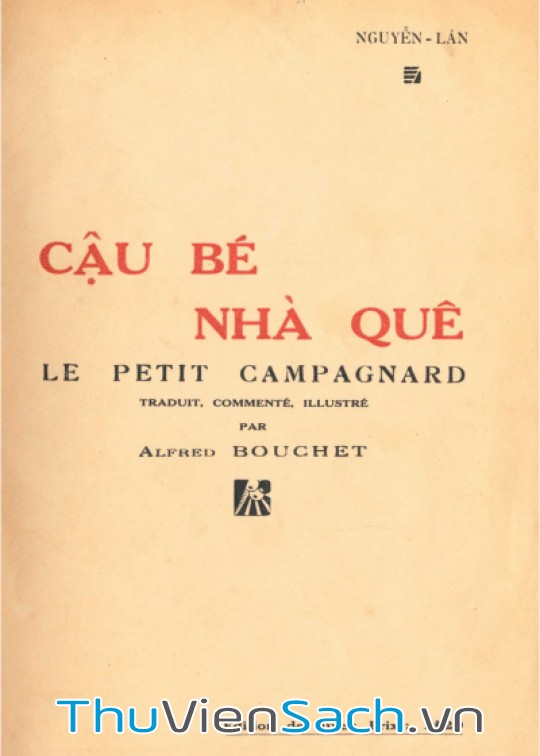 NGUYỄN - LÂN
CẬU BÉ
NHÀ QUÊ
LE PETIT CAMPAGNARD
TRADUIT, COMMENTÉ, ILLUSTRÉ
PAR
ALFRED BOUCHET
ThuVienSach.vn